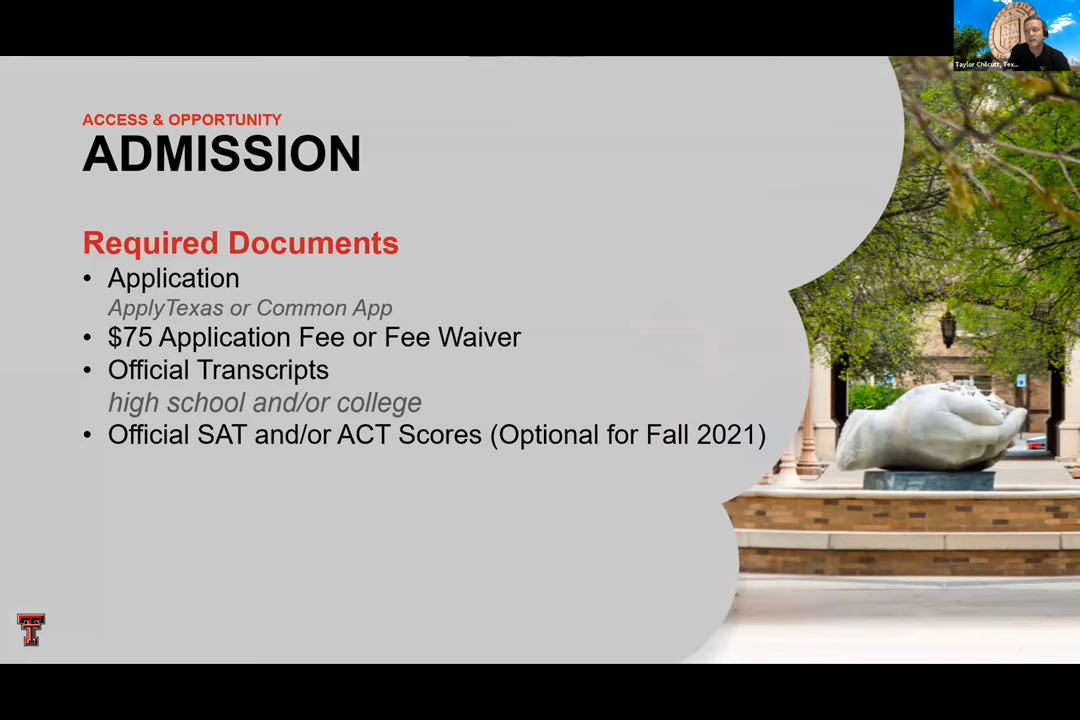 Taylor Chilcutt, Tex...
ACCESS & OPPORTUNITY
ADMISSION
Required Documents
• Application
ApplyTexas or Common App
• $75 Application Fee or Fee Waiver
• Official Transcripts
high school and/or college
• Official SAT and/or ACT Scores (Optional for Fall 2021)